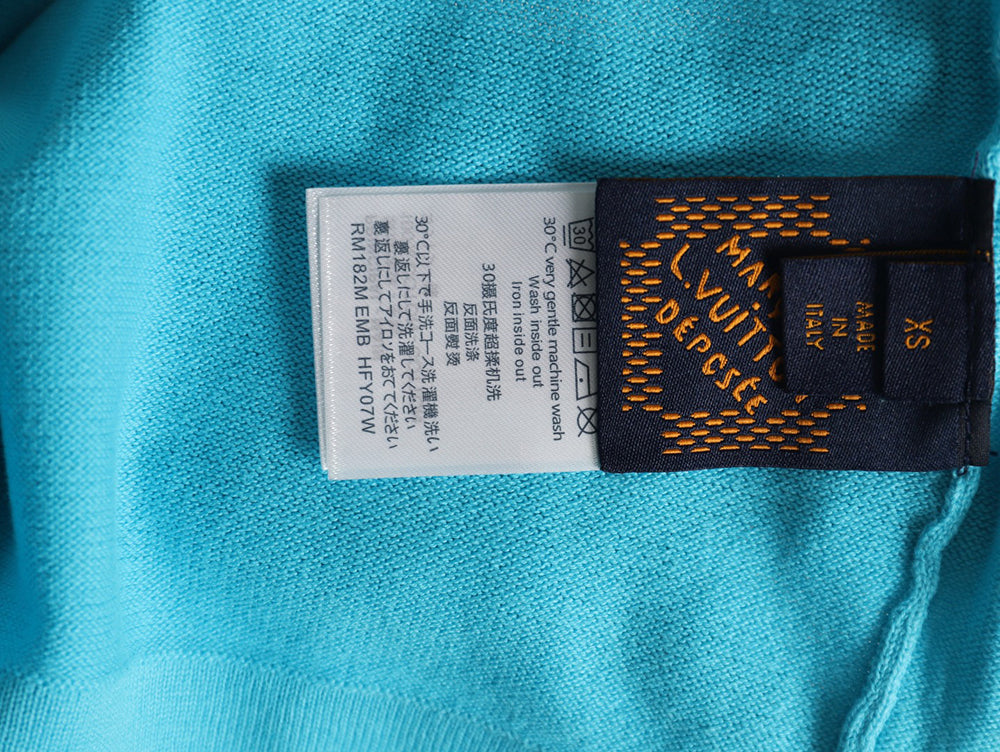 30
30°C very gentle machine wash
Wash inside out
Iron inside out
30摄氏度超揉机洗
反面洗涤
反面熨烫
30°C以下で手洗コース洗濯機洗い
裏返しにして洗濯してください
裏返しにしてアイロンをおてください
RM182M EMB HFY07W
L.VUITTO
DÉPOSÉE
MADE
IN
ITALY
XS